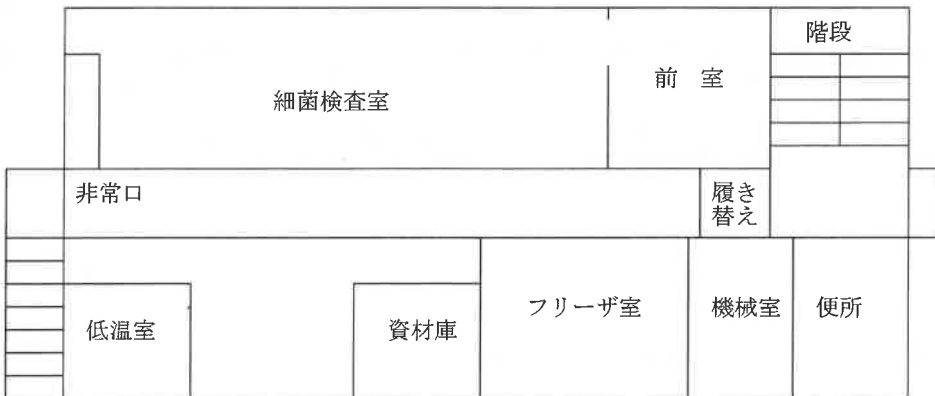 階段
前 室
細菌検査室
非常口
履き
替え
フリーザ室
機械室
便所
低温室
資材庫